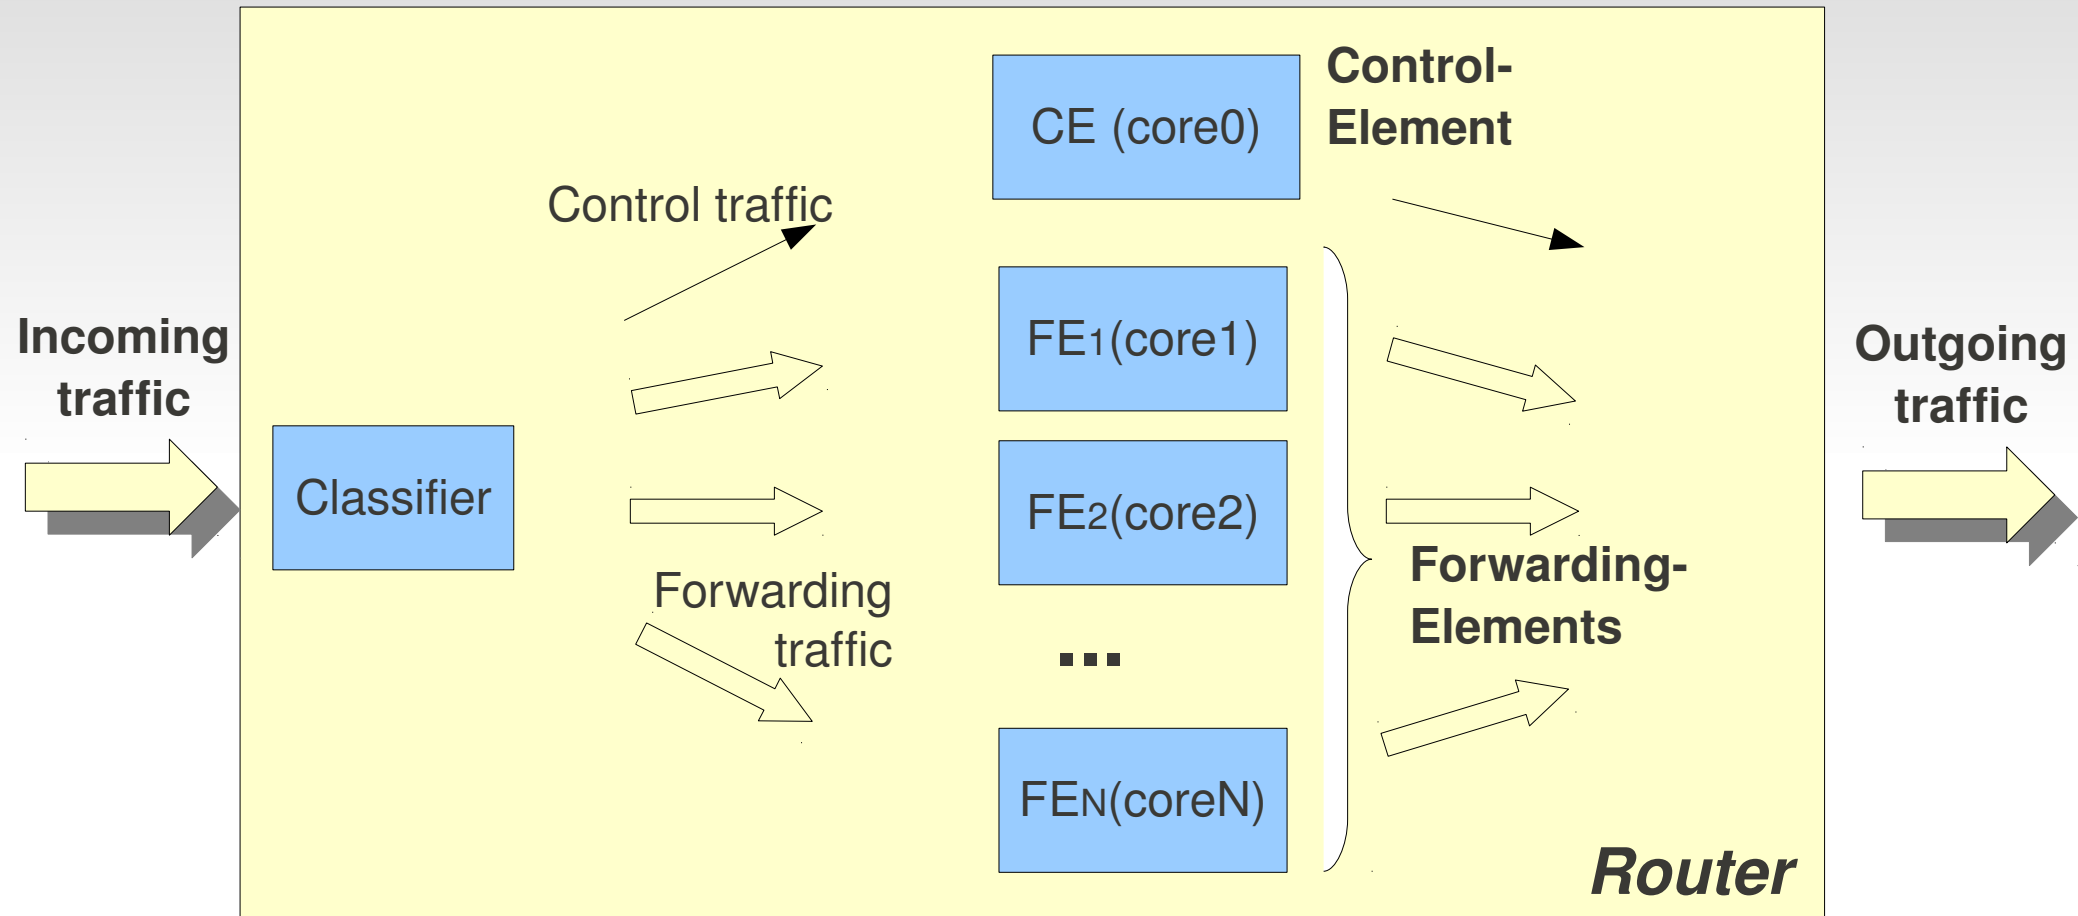 Control-
Element
CE (core0)
Control traffic
Incoming
traffic
FE1(core1)
Outgoing
traffic
Classifier
FE2(core2)
Forwarding
traffic
Forwarding-
Elements
...
FEN(coreN)
Router